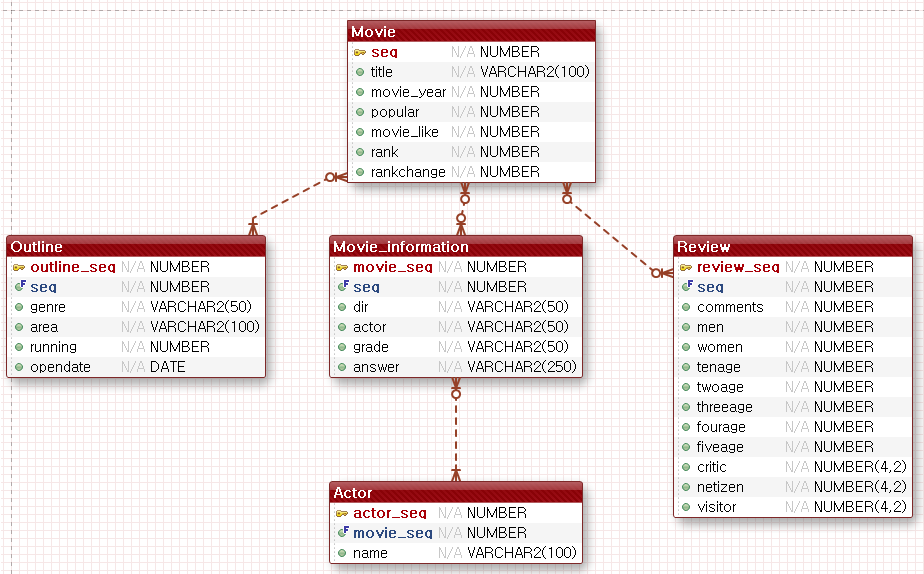 Movie
seq N/A NUMBER
title N/A VARCHAR2(100)
movie_year N/A NUMBER
popular N/A NUMBER
movie_like N/A NUMBER
rank N/A NUMBER
rankchange N/A NUMBER
Outline
outline_seq N/A NUMBER
F seq N/A NUMBER
genre N/A VARCHAR2(50)
area N/A VARCHAR2(100)
running N/A NUMBER
opendate N/A DATE
Movie_information
movie_seq N/A NUMBER
F seq N/A NUMBER
dir N/A VARCHAR2(50)
actor N/A VARCHAR2(50)
grade N/A VARCHAR2(50)
answer N/A VARCHAR2(250)
Review
review_seq N/A NUMBER
F seq N/A NUMBER
comments N/A NUMBER
men N/A NUMBER
women N/A NUMBER
tenage N/A NUMBER
twoage N/A NUMBER
threeage N/A NUMBER
fourage N/A NUMBER
fiveage N/A NUMBER
critic N/A NUMBER(4,2)
netizen N/A NUMBER(4,2)
visitor N/A NUMBER(4,2)
Actor
actor_seq N/A NUMBER
F movie_seq N/A NUMBER
name N/A VARCHAR2(100)